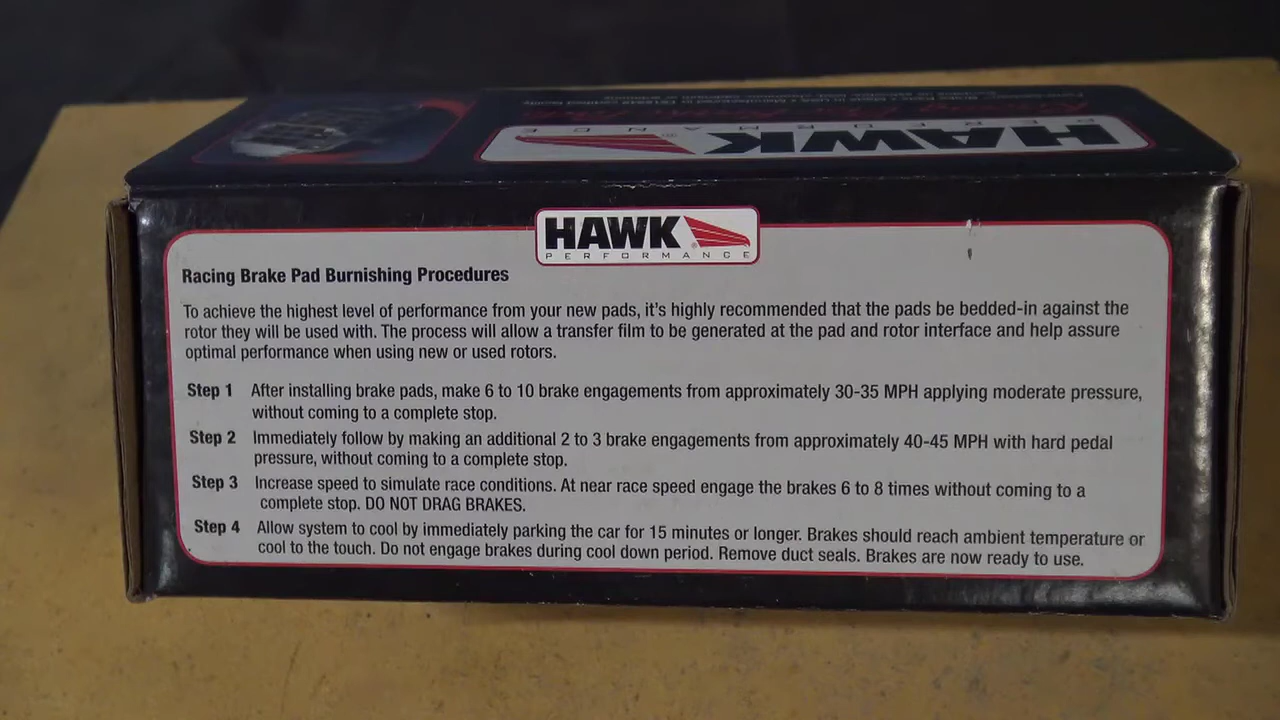 HAWK
PERFORMANCE
HAWK
PERFORMANCE
Racing Brake Pad Burnishing Procedures
To achieve the highest level of performance from your new pads, it's highly recommended that the pads be bedded-in against the
rotor they will be used with. The process will allow a transfer film to be generated at the pad and rotor interface and help assure
optimal performance when using new or used rotors.
Step 1 After installing brake pads, make 6 to 10 brake engagements from approximately 30-35 MPH applying moderate pressure,
without coming to a complete stop.
Step 2 Immediately follow by making an additional 2 to 3 brake engagements from approximately 40-45 MPH with hard pedal
pressure, without coming to a complete stop.
Step 3 Increase speed to simulate race conditions. At near race speed engage the brakes 6 to 8 times without coming to a
complete stop. DO NOT DRAG BRAKES.
Step 4 Allow system to cool by immediately parking the car for 15 minutes or longer. Brakes should reach ambient temperature or
cool to the touch. Do not engage brakes during cool down period. Remove duct seals. Brakes are now ready to use.